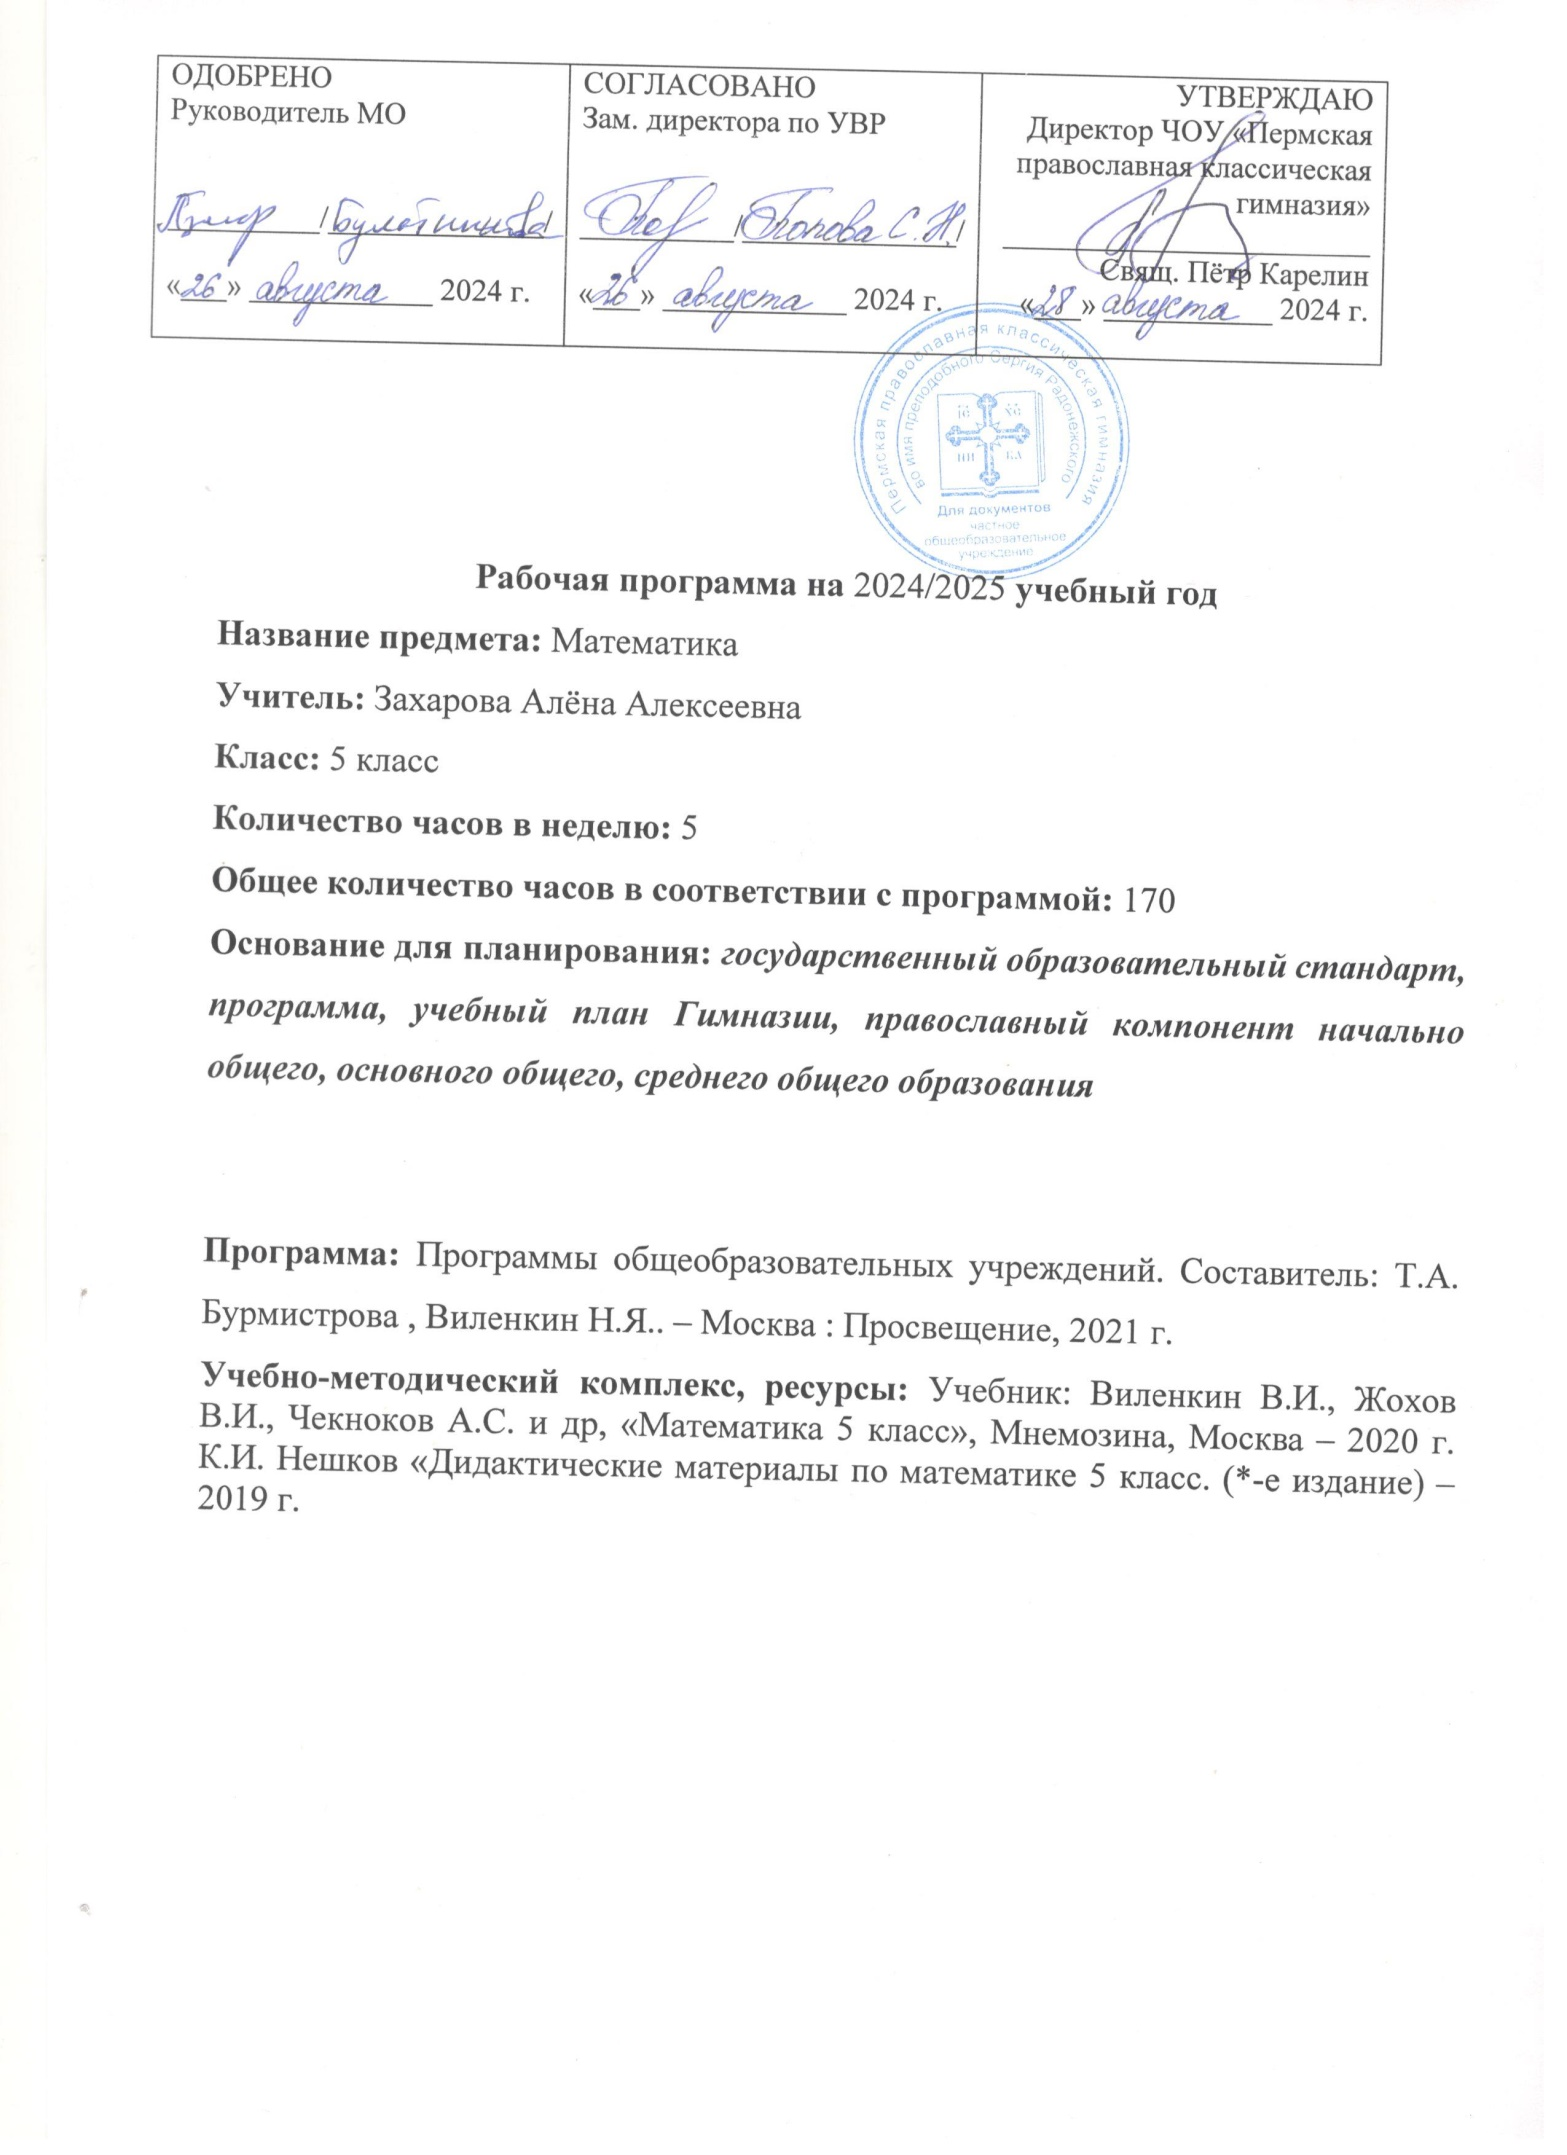 ОДОБРЕНО
Руководитель МО
/ /
«26» августа 2024 г.
СОГЛАСОВАНО
Зам. директора по УВР
/Попова С.Н./
«26» августа 2024 г.
УТВЕРЖДАЮ
Директор ЧОУ «Пермская
православная классическая
гимназия»
Свящ. Пётр Карелин
«28» августа 2024 г.
Пермская православная классическая гимназия
во имя преподобного Сергия Радонежского
Для документов
частное
общеобразовательное
учреждение
Рабочая программа на 2024/2025 учебный год
Название предмета: Математика
Учитель: Захарова Алёна Алексеевна
Класс: 5 класс
Количество часов в неделю: 5
Общее количество часов в соответствии с программой: 170
Основание для планирования: государственный образовательный стандарт,
программа, учебный план Гимназии, православный компонент начально
общего, основного общего, среднего общего образования
Программа: Программы общеобразовательных учреждений. Составитель: Т.А.
Бурмистрова , Виленкин Н.Я.. – Москва : Просвещение, 2021 г.
Учебно-методический комплекс, ресурсы: Учебник: Виленкин В.И., Жохов
В.И., Чекноков А.С. и др, «Математика 5 класс», Мнемозина, Москва – 2020 г.
К.И. Нешков «Дидактические материалы по математике 5 класс. (*-е издание) –
2019 г.